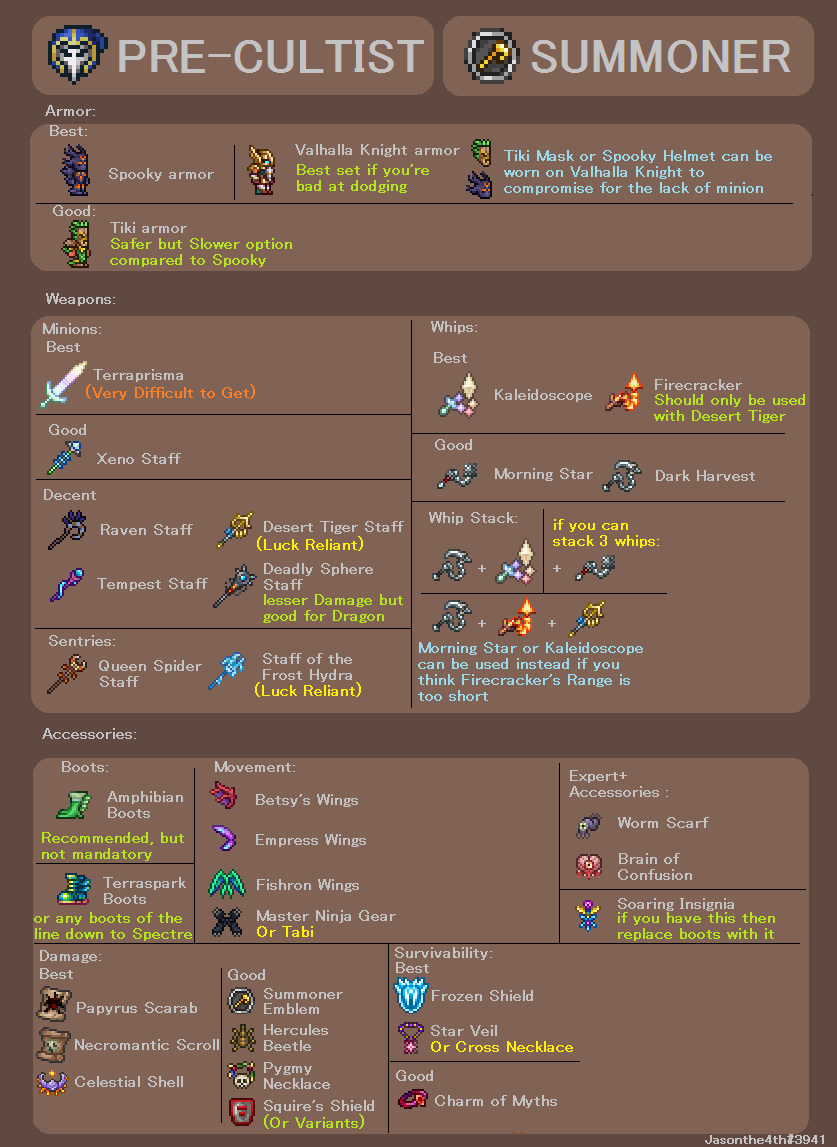 PRE-CULTIST
SUMMONER
Armor:
Best:
Spooky armor
Valhalla Knight armor
Best set if you're
bad at dodging
Tiki Mask or Spooky Helmet can be
worn on Valhalla Knight to
compromise for the lack of minion
Good:
Tiki armor
Safer but Slower option
compared to Spooky
Weapons:
Minions:
Best
Terraprisma
(Very Difficult to Get)
Good
Xeno Staff
Decent
Raven Staff
Desert Tiger Staff
(Luck Reliant)
Tempest Staff
Deadly Sphere
Staff
lesser Damage but
good for Dragon
Sentries:
Queen Spider
Staff
Staff of the
Frost Hydra
(Luck Reliant)
Whips:
Best
Kaleidoscope
Firecracker
Should only be used
with Desert Tiger
Good
Morning Star
Dark Harvest
Whip Stack:
if you can
stack 3 whips:
+
+
+ +
Morning Star or Kaleidoscope
can be used instead if you
think Firecracker's Range is
too short
Accessories:
Boots:
Amphibian
Boots
Recommended, but
not mandatory
Terraspark
Boots
or any boots of the
line down to Spectre
Movement:
Betsy's Wings
Empress Wings
Fishron Wings
Master Ninja Gear
Or Tabi
Expert+
Accessories :
Worm Scarf
Brain of
Confusion
Soaring Insignia
if you have this then
replace boots with it
Damage:
Best
Papyrus Scarab
Necromantic Scroll
Celestial Shell
Good
Summoner
Emblem
Hercules
Beetle
Pygmy
Necklace
Squire's Shield
(Or Variants)
Survivability:
Best
Frozen Shield
Star Veil
Or Cross Necklace
Good
Charm of Myths
Jasonthe4th#3941